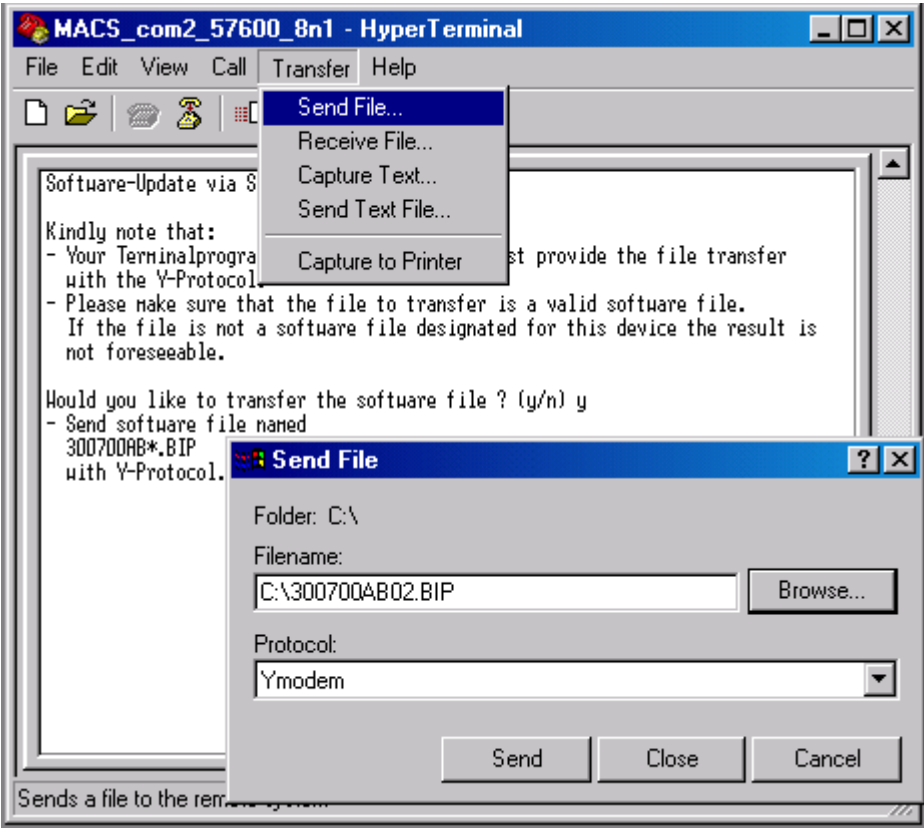 MACS_com2_57600_8n1 - HyperTerminal
File Edit View Call Transfer Help
Send File...
Receive File...
Capture Text...
Send Text File...
Capture to Printer
Software-Update via S
Kindly note that:
- Your Terminalprogra st provide the file transfer
with the Y-Protocol.
- Please make sure that the file to transfer is a valid software file.
If the file is not a software file designated for this device the result is
not foreseeable.
Would you like to transfer the software file ? (y/n) y
- Send software file named
300700AB*.BIP
with Y-Protocol.
Send File
Folder: C:\
Filename:
C:\300700AB02.BIP
Browse...
Protocol:
Ymodem
Send Close Cancel
Sends a file to the rem